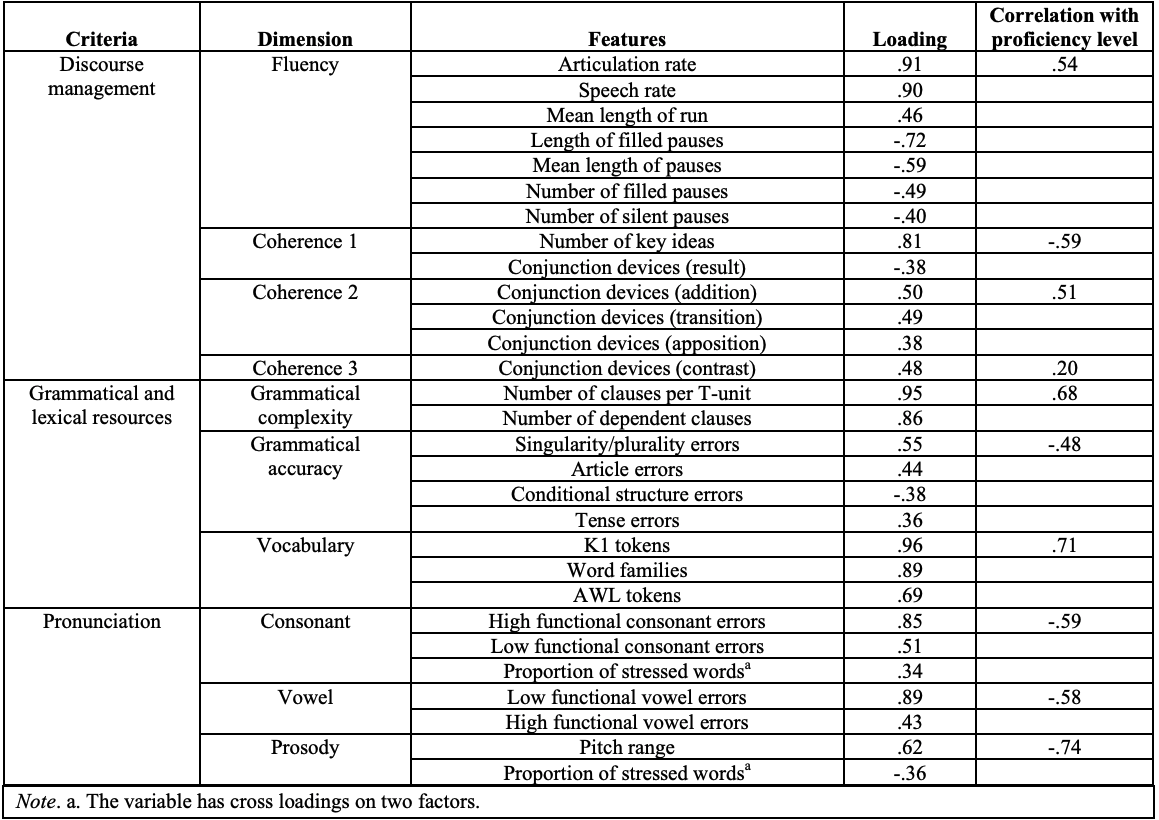 Criteria Dimension Features Loading Correlation with proficiency level
Discourse management Fluency Articulation rate .91 .54
Speech rate .90
Mean length of run .46
Length of filled pauses -.72
Mean length of pauses -.59
Number of filled pauses -.49
Number of silent pauses -.40
Coherence 1 Number of key ideas .81 -.59
Conjunction devices (result) -.38
Coherence 2 Conjunction devices (addition) .50 .51
Conjunction devices (transition) .49
Conjunction devices (apposition) .38
Coherence 3 Conjunction devices (contrast) .48 .20
Grammatical and lexical resources Grammatical complexity Number of clauses per T-unit .95 .68
Number of dependent clauses .86
Grammatical accuracy Singularity/plurality errors .55 -.48
Article errors .44
Conditional structure errors -.38
Tense errors .36
Vocabulary K1 tokens .96 .71
Word families .89
AWL tokens .69
Pronunciation Consonant High functional consonant errors .85 -.59
Low functional consonant errors .51
Proportion of stressed wordsᵃ .34
Vowel Low functional vowel errors .89 -.58
High functional vowel errors .43
Prosody Pitch range .62 -.74
Proportion of stressed wordsᵃ -.36
Note. a. The variable has cross loadings on two factors.